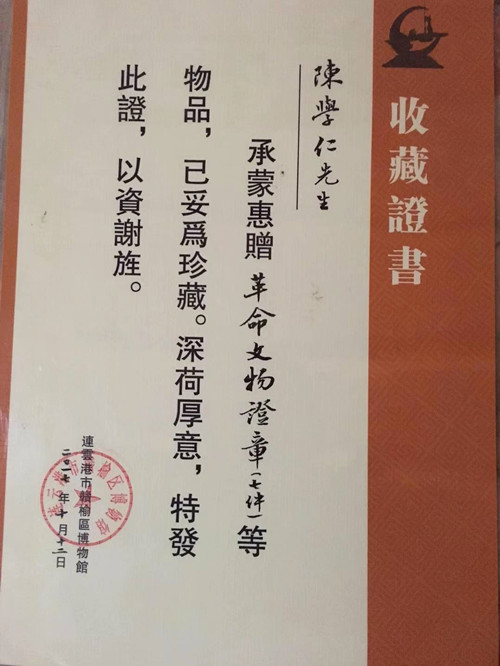 收藏證書
陳學仁先生
承蒙惠贈革命文物證章(七件)等
物品，已妥爲珍藏。深荷厚意，特發
此證，以資謝旌。
連雲港市贛榆區博物館
二〇一七年十月十二日